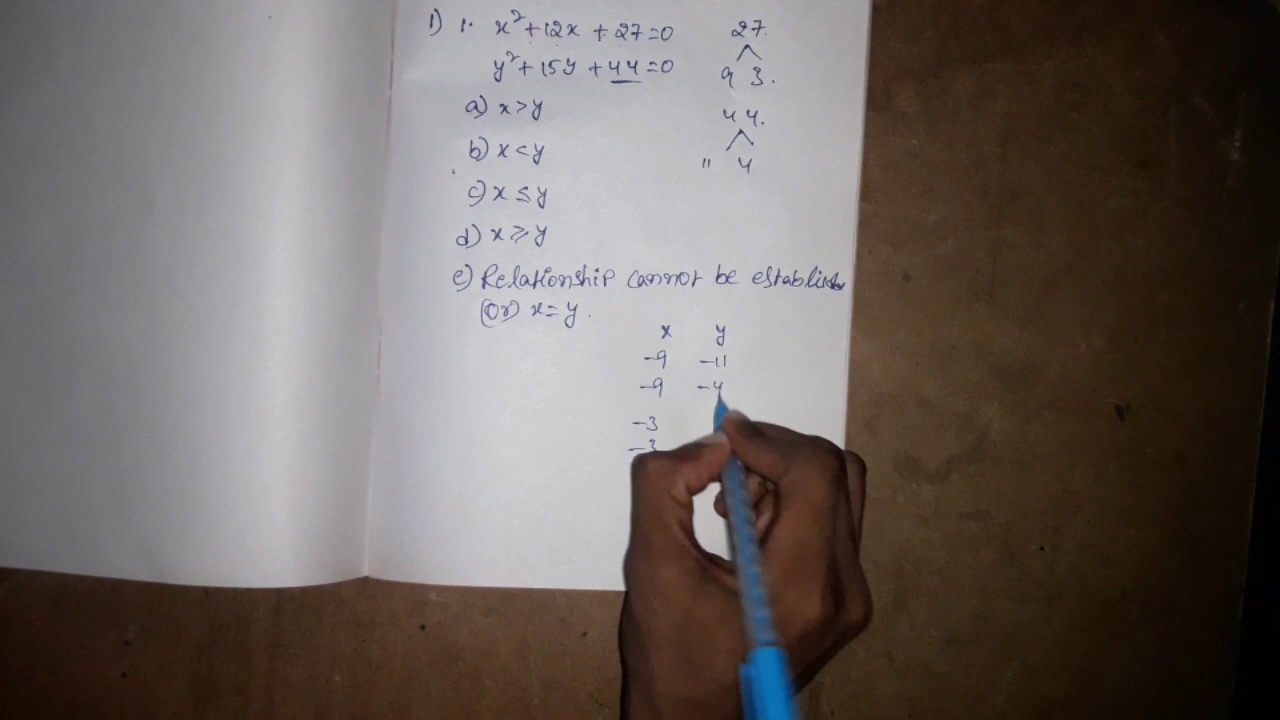 1) 1. x²+12x + 27=0
y²+15y +44=0
a) x>y
b) x<y
c) x≤y
d) x≥y
e) Relationship cannot be
(Or) x=y.
27.
9 3.
44.
11 4
x y
-9 -11
-9 -4
-3
-3